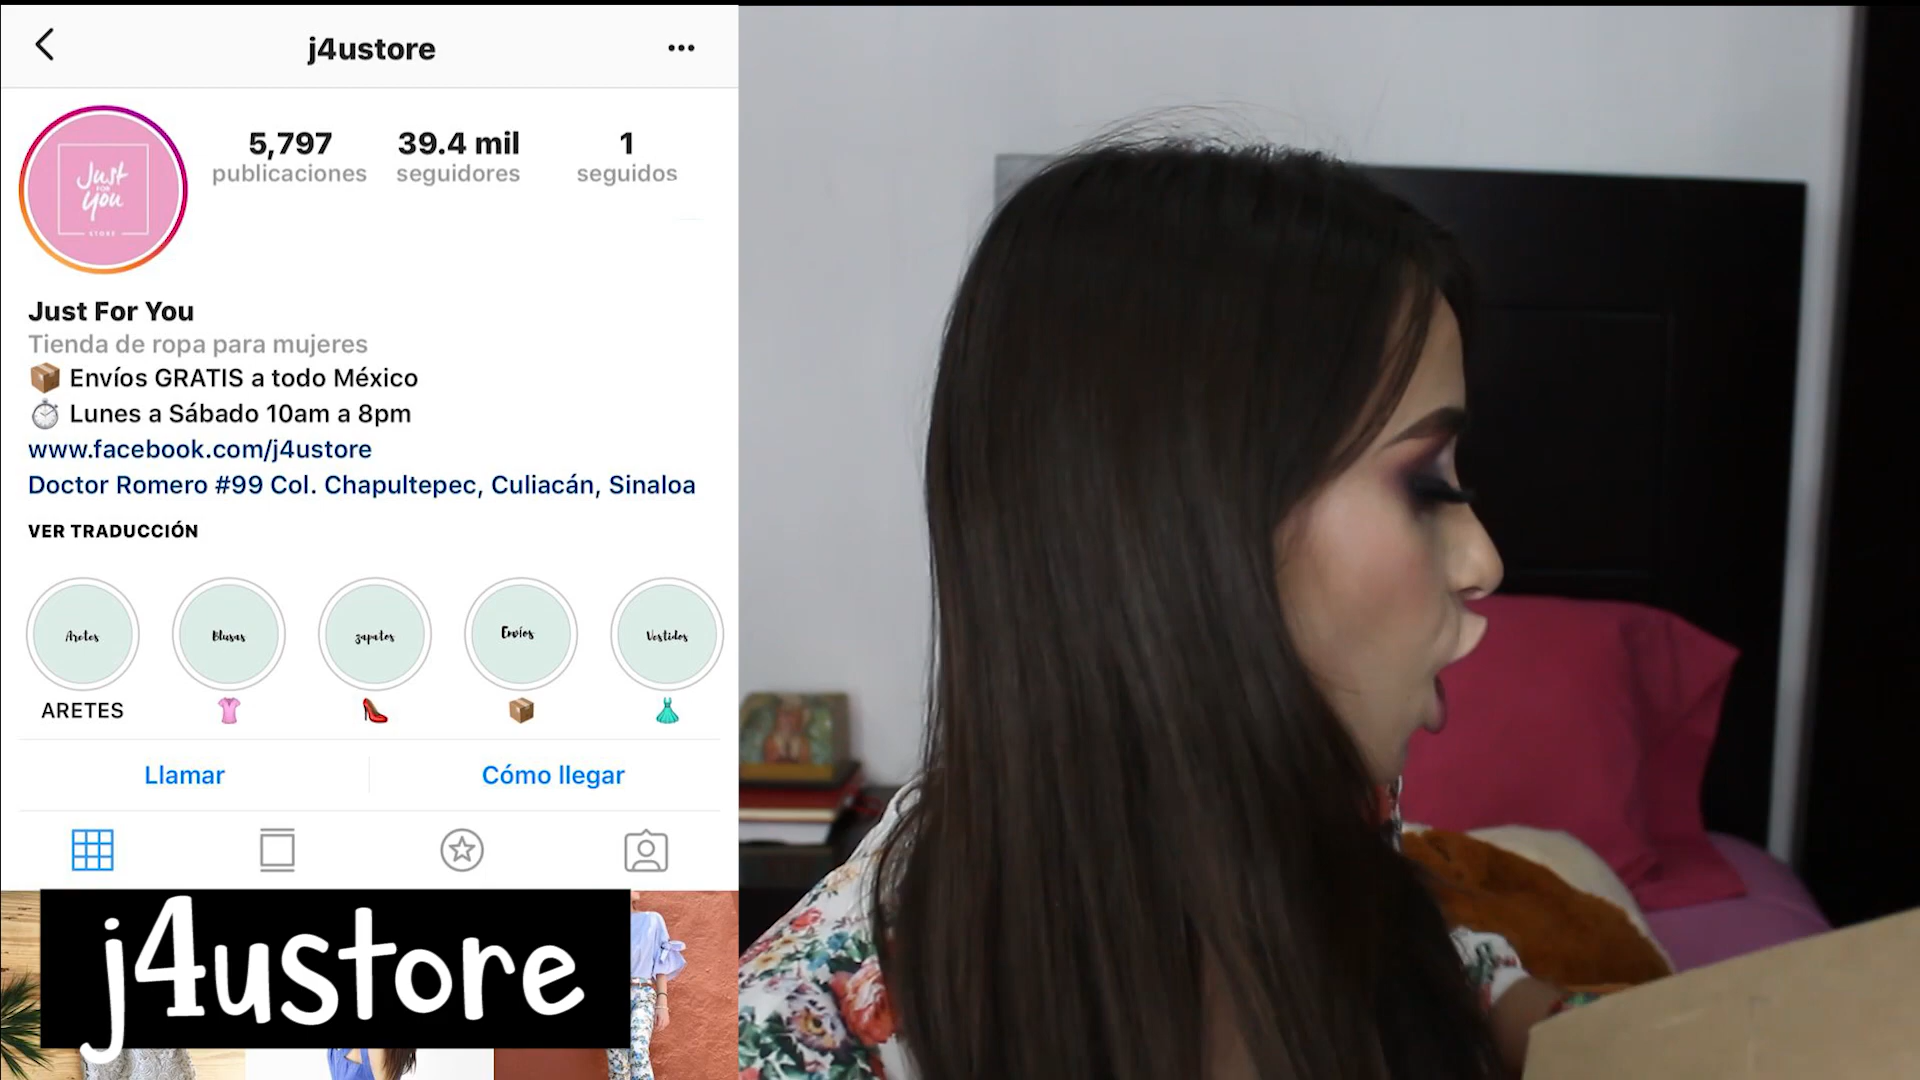 j4ustore
5,797
publicaciones
39.4 mil
seguidores
1
seguidos
Just
FOR
You
STORE
Just For You
Tienda de ropa para mujeres
📦 Envíos GRATIS a todo México
⏱ Lunes a Sábado 10am a 8pm
www.facebook.com/j4ustore
Doctor Romero #99 Col. Chapultepec, Culiacán, Sinaloa
VER TRADUCCIÓN
Aretes
Blusas
zapatos
Envíos
Vestidos
ARETES
Llamar
Cómo llegar
j4ustore